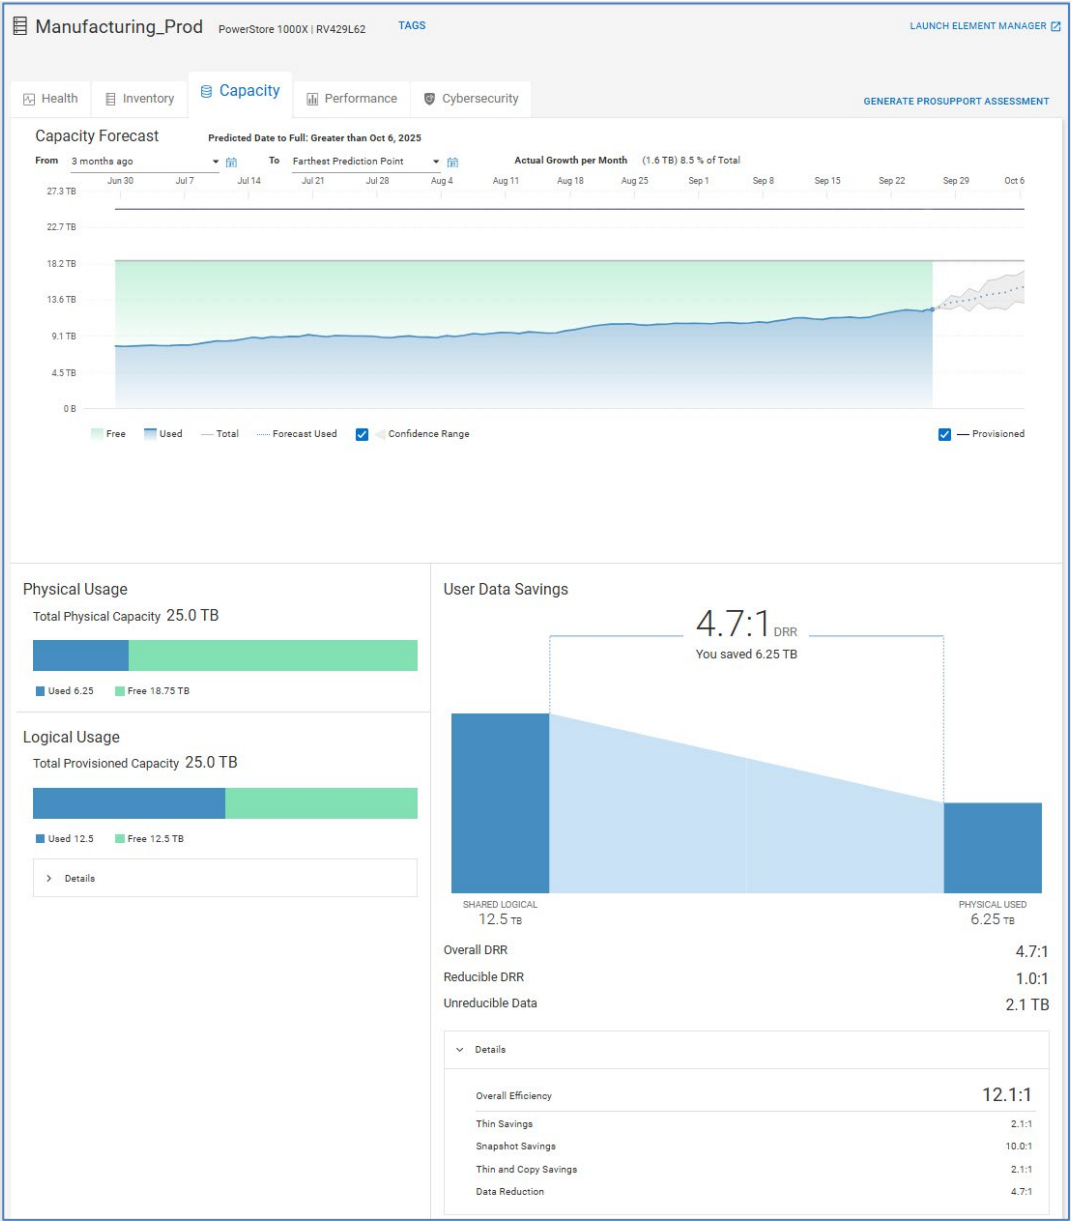 Manufacturing_Prod PowerStore 1000X | RV429L62 TAGS LAUNCH ELEMENT MANAGER
Health Inventory Capacity Performance Cybersecurity GENERATE PROSUPPORT ASSESSMENT
Capacity Forecast Predicted Date to Full: Greater than Oct 6, 2025
From 3 months ago To Farthest Prediction Point Actual Growth per Month (1.6 TB) 8.5 % of Total
Jun 30 Jul 7 Jul 14 Jul 21 Jul 28 Aug 4 Aug 11 Aug 18 Aug 25 Sep 1 Sep 8 Sep 15 Sep 22 Sep 29 Oct 6
27.3 TB
22.7 TB
18.2 TB
13.6 TB
9.1 TB
4.5 TB
0 B
Free Used Total Forecast Used Confidence Range Provisioned
Physical Usage
Total Physical Capacity 25.0 TB
Used 6.25 Free 18.75 TB
Logical Usage
Total Provisioned Capacity 25.0 TB
Used 12.5 Free 12.5 TB
Details
User Data Savings
4.7:1 DRR
You saved 6.25 TB
SHARED LOGICAL PHYSICAL USED
12.5 TB 6.25 TB
Overall DRR 4.7:1
Reducible DRR 1.0:1
Unreducible Data 2.1 TB
Details
Overall Efficiency 12.1:1
Thin Savings 2.1:1
Snapshot Savings 10.0:1
Thin and Copy Savings 2.1:1
Data Reduction 4.7:1